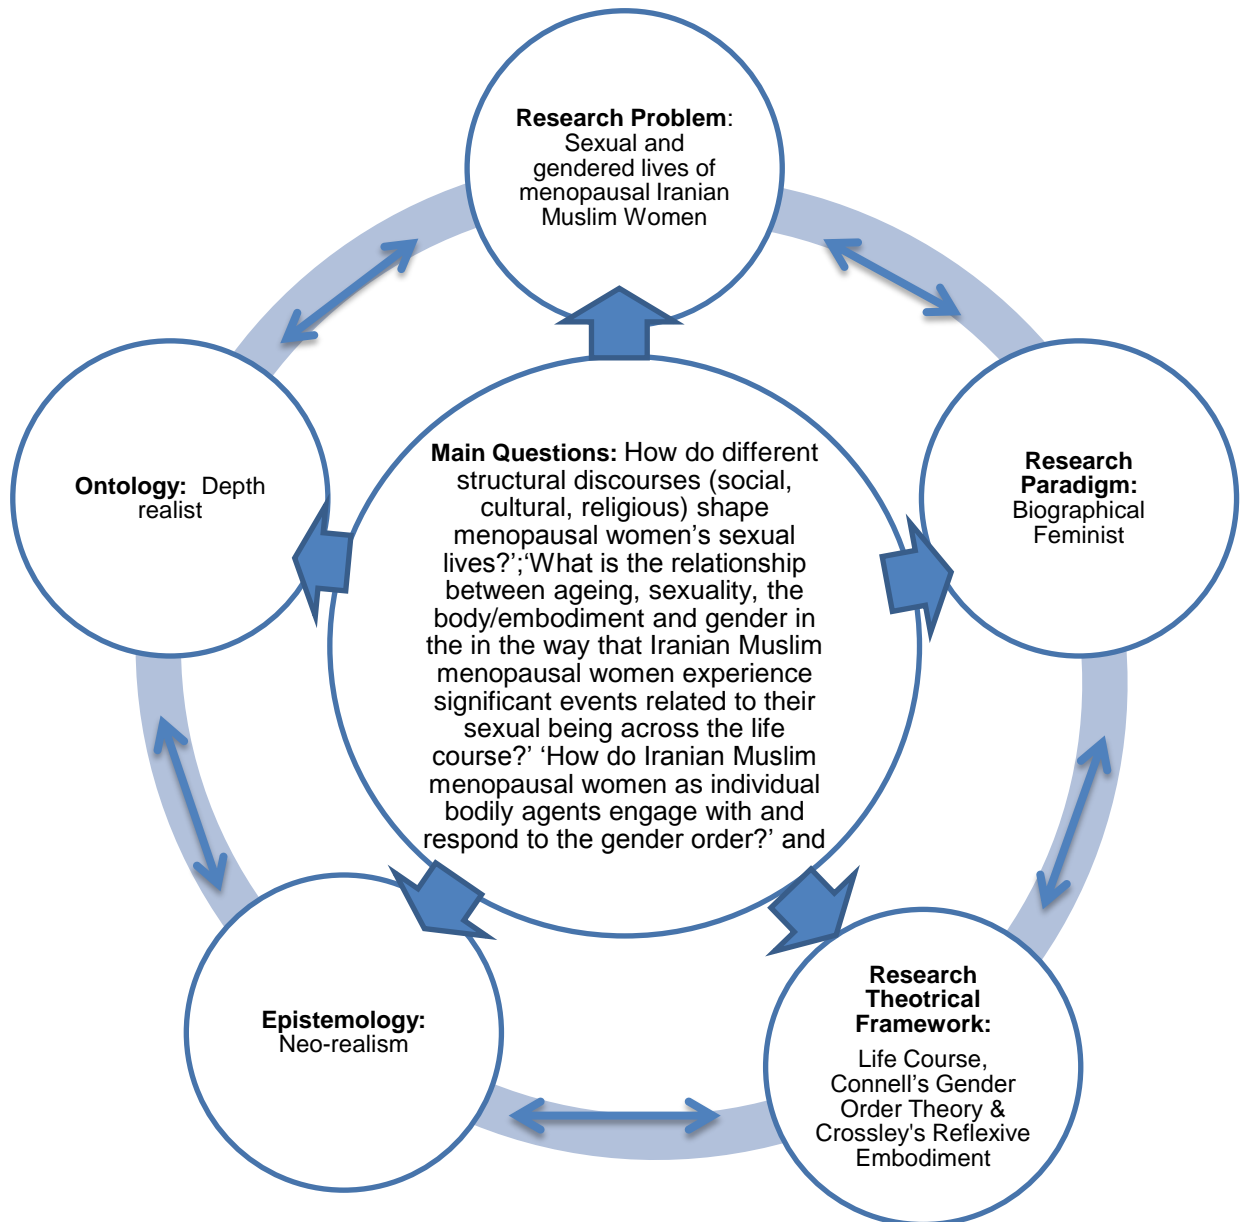 Research Problem:
Sexual and
gendered lives of
menopausal Iranian
Muslim Women
Ontology:  Depth
realist
Main Questions: How do different
structural discourses (social,
cultural, religious) shape
menopausal women’s sexual
lives?’;‘What is the relationship
between ageing, sexuality, the
body/embodiment and gender in
the in the way that Iranian Muslim
menopausal women experience
significant events related to their
sexual being across the life
course?’ ‘How do Iranian Muslim
menopausal women as individual
bodily agents engage with and
respond to the gender order?’ and
Research
Paradigm:
Biographical
Feminist
Epistemology:
Neo-realism
Research
Theotrical
Framework:
Life Course,
Connell’s Gender
Order Theory &
Crossley's Reflexive
Embodiment